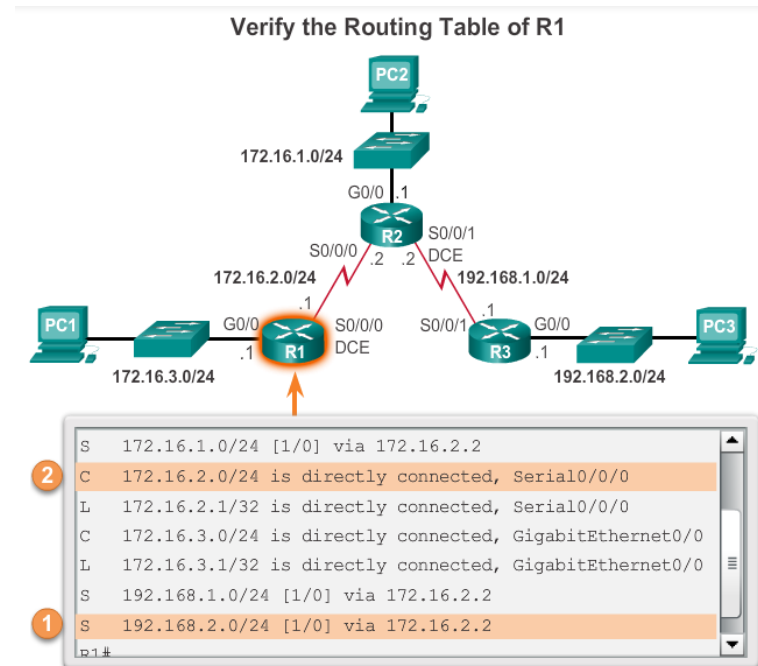 Verify the Routing Table of R1
PC2
172.16.1.0/24
G0/0 .1
R2
S0/0/1
DCE
S0/0/0
.2 .2
172.16.2.0/24
192.168.1.0/24
.1
.1
PC1
G0/0
S0/0/0
DCE
S0/0/1
G0/0
PC3
.1
R1
R3
.1
172.16.3.0/24
192.168.2.0/24
S 172.16.1.0/24 [1/0] via 172.16.2.2
2 C 172.16.2.0/24 is directly connected, Serial0/0/0
L 172.16.2.1/32 is directly connected, Serial0/0/0
C 172.16.3.0/24 is directly connected, GigabitEthernet0/0
L 172.16.3.1/32 is directly connected, GigabitEthernet0/0
S 192.168.1.0/24 [1/0] via 172.16.2.2
1 S 192.168.2.0/24 [1/0] via 172.16.2.2
R1#